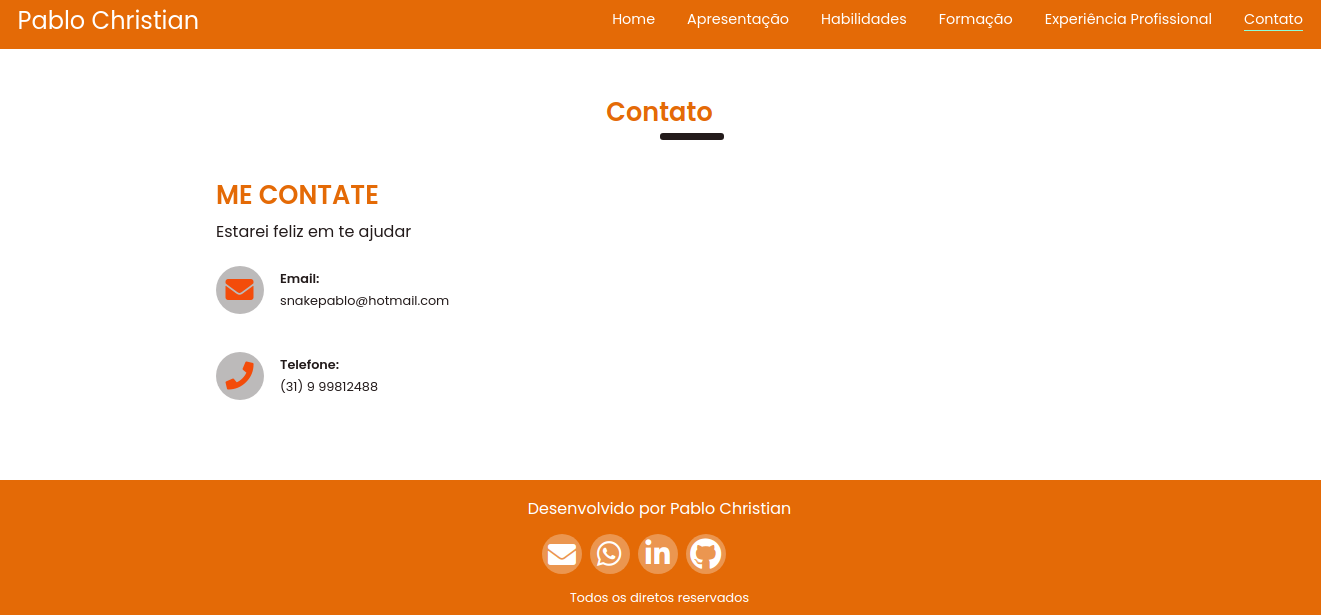 Pablo Christian
Home Apresentação Habilidades Formação Experiência Profissional Contato
Contato
ME CONTATE
Estarei feliz em te ajudar
Email:
snakepablo@hotmail.com
Telefone:
(31) 9 99812488
Desenvolvido por Pablo Christian
in
Todos os diretos reservados